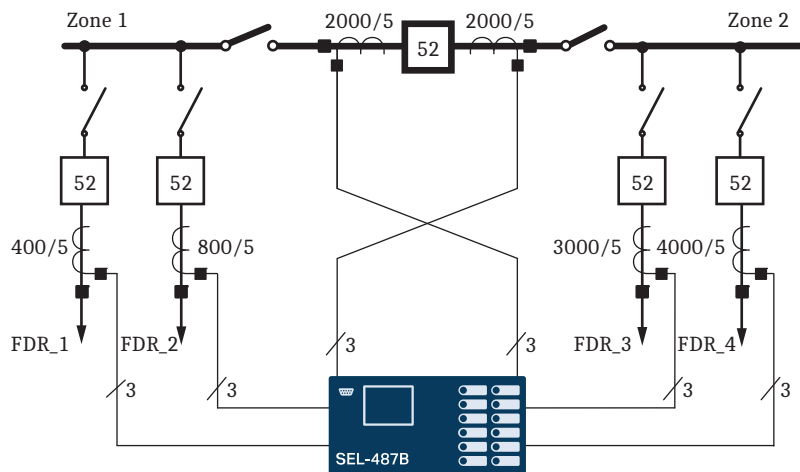 Zone 1
2000/5
2000/5
Zone 2
52
52
52
52
52
400/5
800/5
3000/5
4000/5
FDR_1
FDR_2
FDR_3
FDR_4
3
3
3
3
3
3
SEL-487B